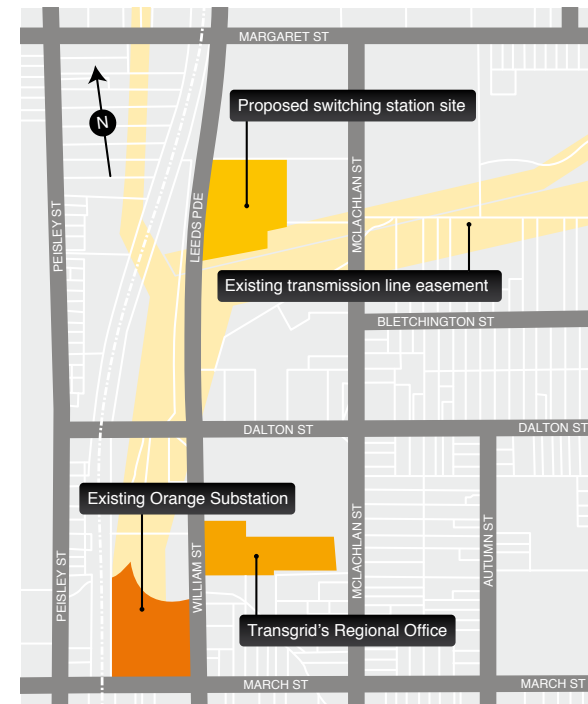 MARGARET ST
Proposed switching station site
N
LEEDS PDE
MCLACHLAN ST
PEISLEY ST
Existing transmission line easement
BLETCHINGTON ST
DALTON ST
DALTON ST
Existing Orange Substation
PEISLEY ST
WILLIAM ST
MCLACHLAN ST
AUTUMN ST
Transgrid's Regional Office
MARCH ST
MARCH ST